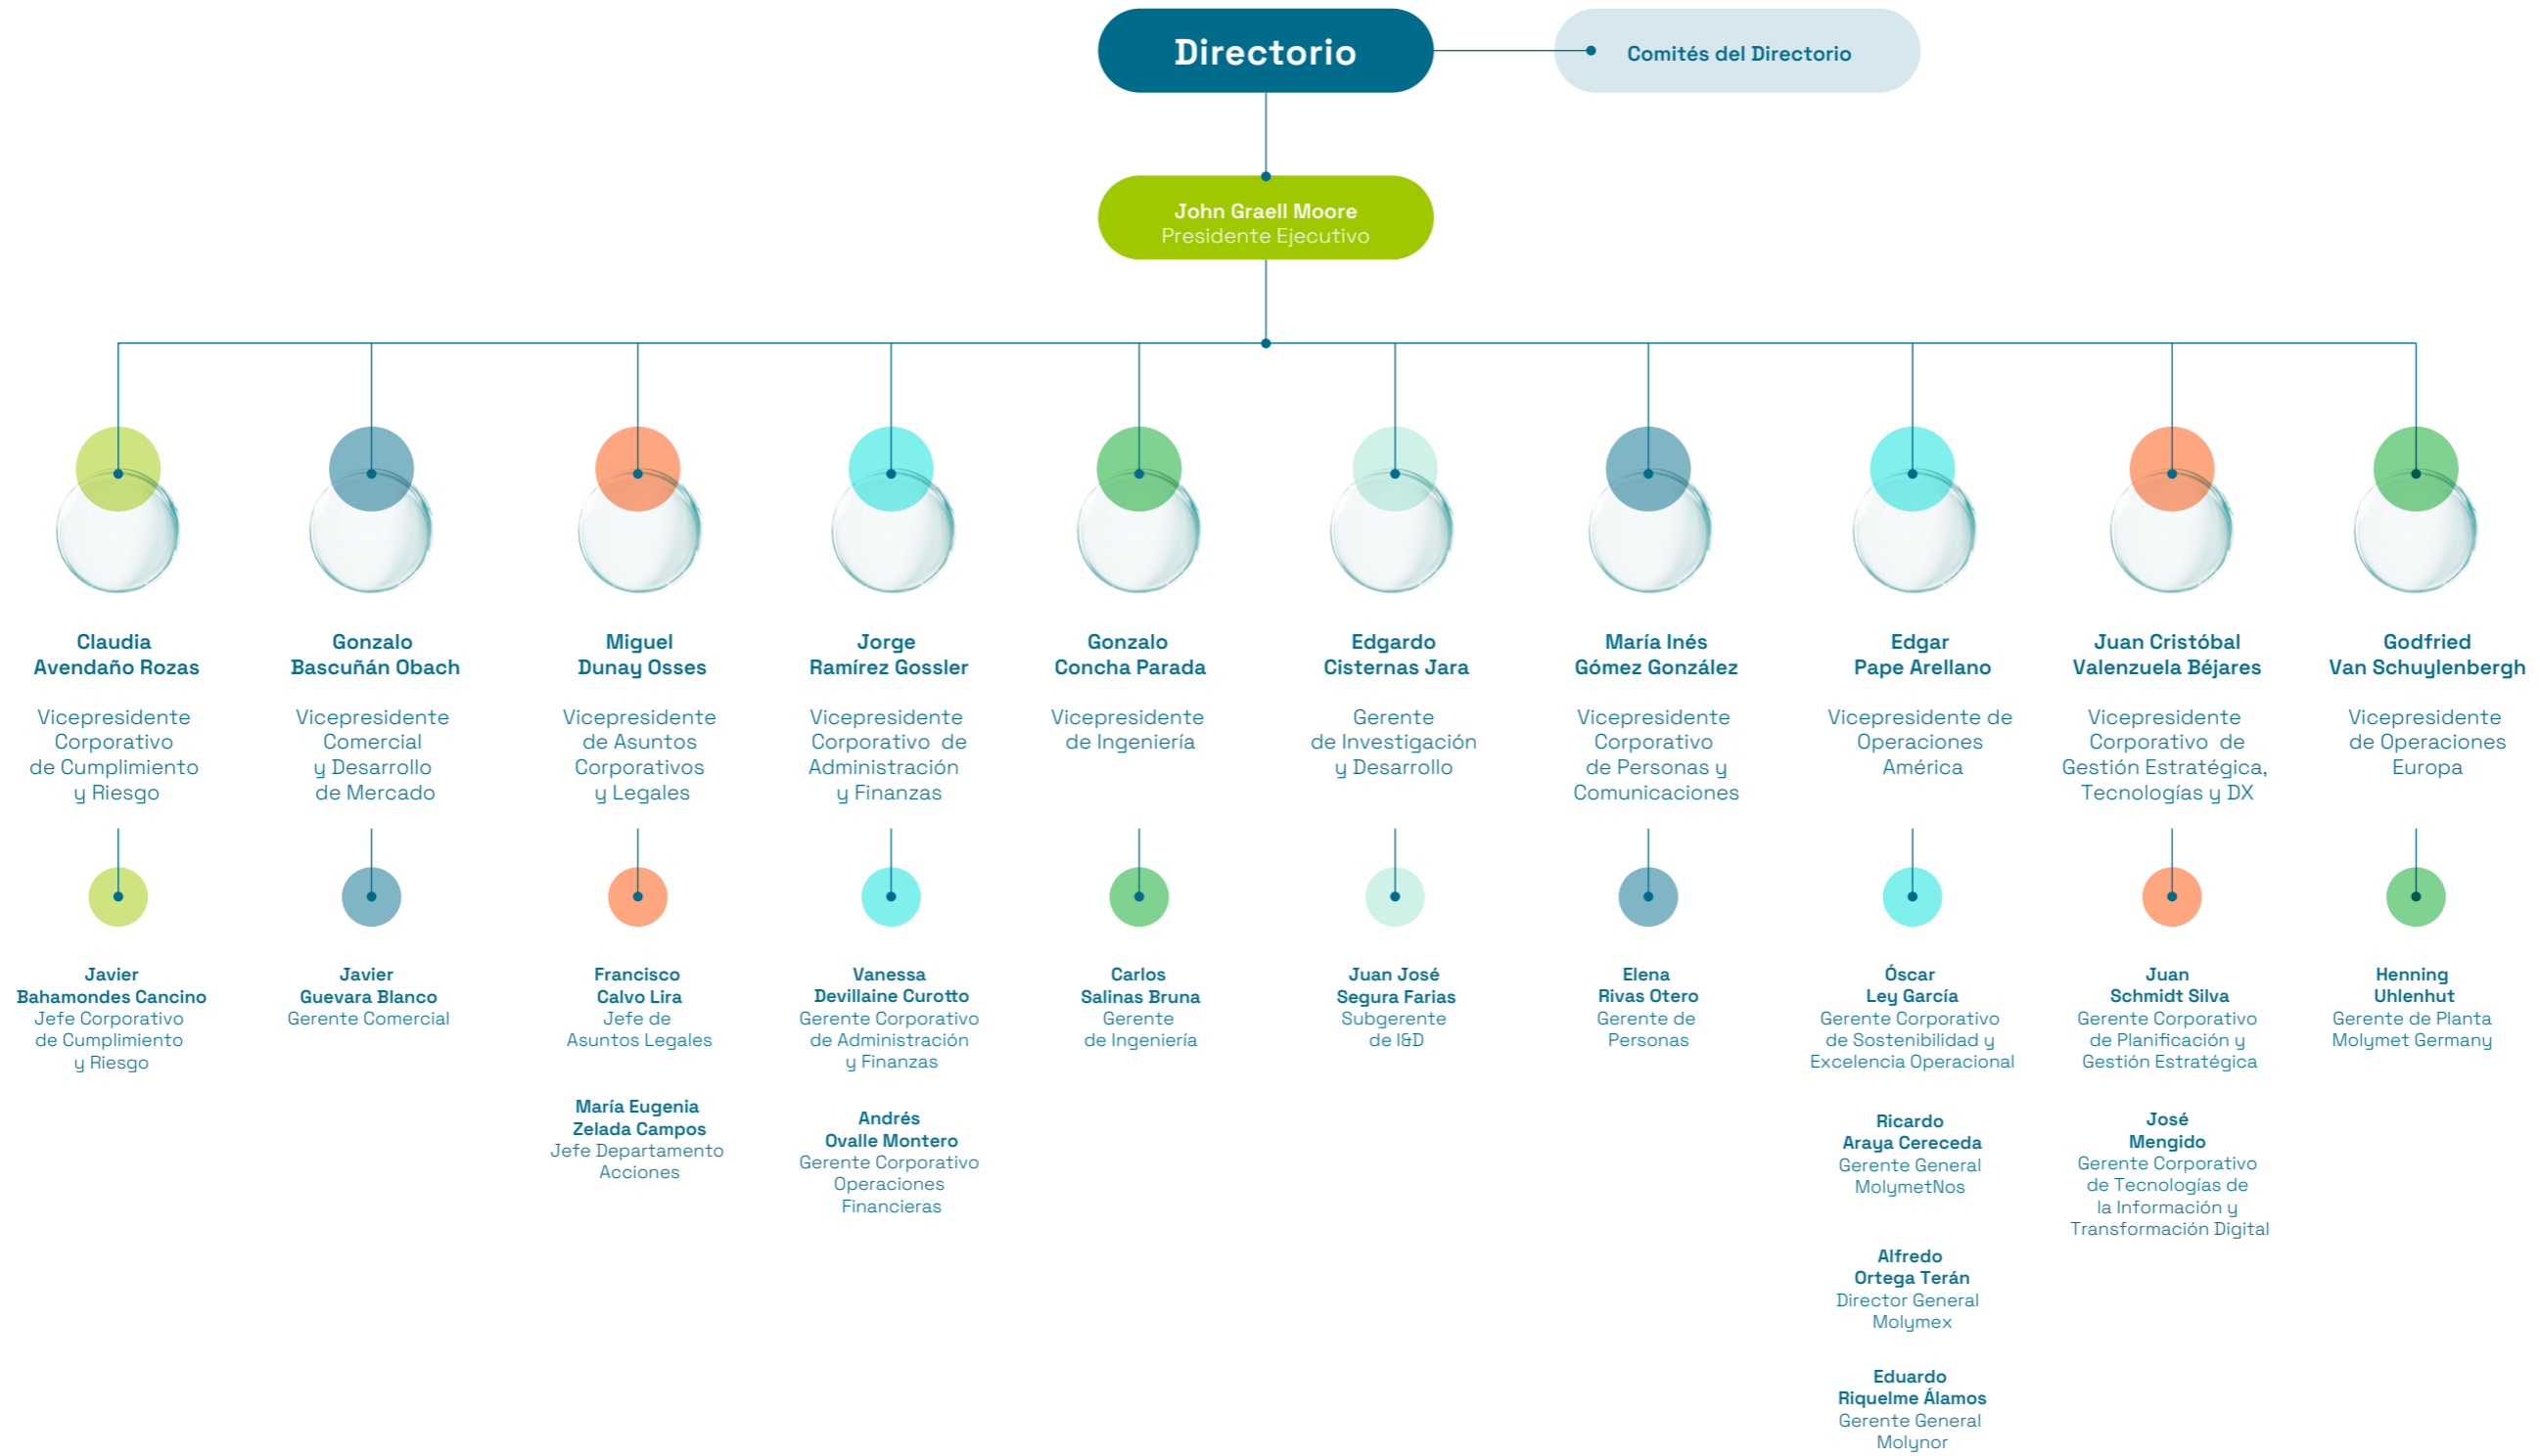 Directorio
Comités del Directorio
John Graell Moore
Presidente Ejecutivo
Claudia
Avendaño Rozas
Vicepresidente
Corporativo
de Cumplimiento
y Riesgo
Javier
Bahamondes Cancino
Jefe Corporativo
de Cumplimiento
y Riesgo
Gonzalo
Bascuñán Obach
Vicepresidente
Comercial
y Desarrollo
de Mercado
Javier
Guevara Blanco
Gerente Comercial
Miguel
Dunay Osses
Vicepresidente
de Asuntos
Corporativos
y Legales
Francisco
Calvo Lira
Jefe de
Asuntos Legales
María Eugenia
Zelada Campos
Jefe Departamento
Acciones
Jorge
Ramírez Gossler
Vicepresidente
Corporativo de
Administración
y Finanzas
Vanessa
Devillaine Curotto
Gerente Corporativo
de Administración
y Finanzas
Andrés
Ovalle Montero
Gerente Corporativo
Operaciones
Financieras
Gonzalo
Concha Parada
Vicepresidente
de Ingeniería
Carlos
Salinas Bruna
Gerente
de Ingeniería
Edgardo
Cisternas Jara
Gerente
de Investigación
y Desarrollo
Juan José
Segura Farias
Subgerente
de I&D
María Inés
Gómez González
Vicepresidente
Corporativo
de Personas y
Comunicaciones
Elena
Rivas Otero
Gerente de
Personas
Edgar
Pape Arellano
Vicepresidente de
Operaciones
América
Óscar
Ley García
Gerente Corporativo
de Sostenibilidad y
Excelencia Operacional
Ricardo
Araya Cereceda
Gerente General
MolymetNos
Alfredo
Ortega Terán
Director General
Molymex
Eduardo
Riquelme Álamos
Gerente General
Molynor
Juan Cristóbal
Valenzuela Béjares
Vicepresidente
Corporativo de
Gestión Estratégica,
Tecnologías y DX
Juan
Schmidt Silva
Gerente Corporativo
de Planificación y
Gestión Estratégica
José
Mengido
Gerente Corporativo
de Tecnologías de
la Información y
Transformación Digital
Godfried
Van Schuylenbergh
Vicepresidente
de Operaciones
Europa
Henning
Uhlenhut
Gerente de Planta
Molymet Germany